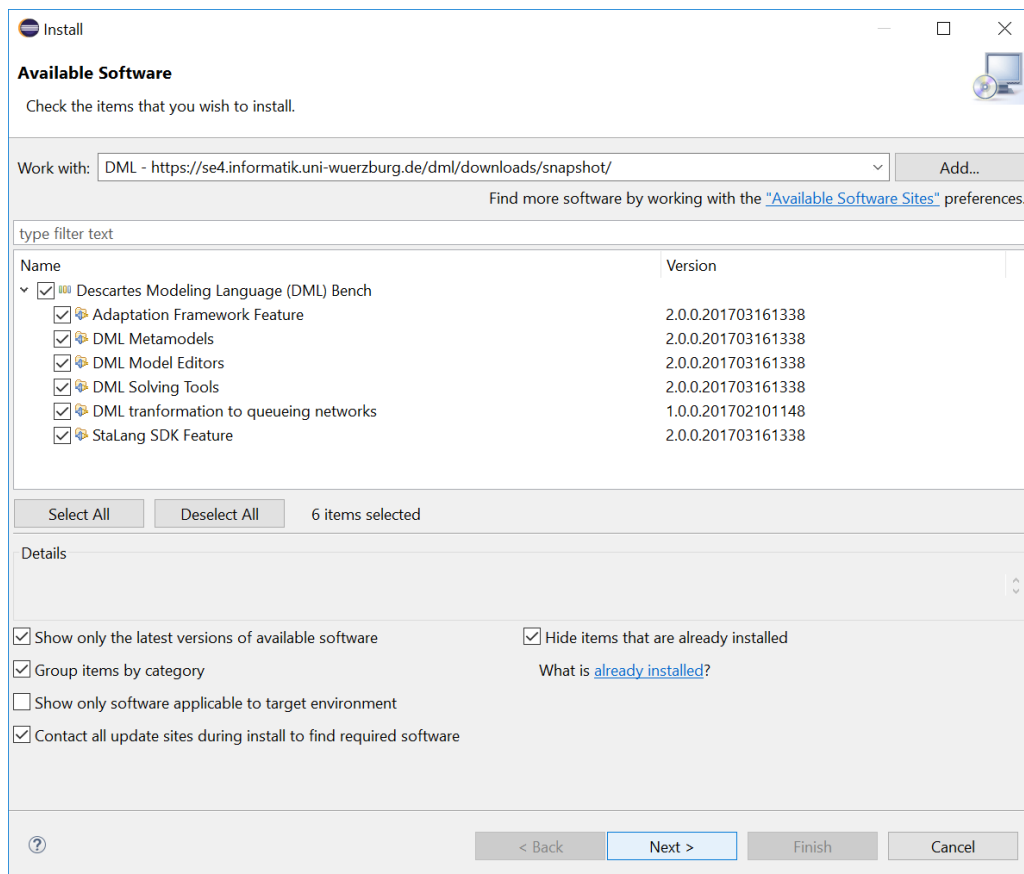 Install
Available Software
Check the items that you wish to install.
Work with: DML - https://se4.informatik.uni-wuerzburg.de/dml/downloads/snapshot/ Add...
Find more software by working with the "Available Software Sites" preferences.
type filter text
Name Version
Descartes Modeling Language (DML) Bench
Adaptation Framework Feature 2.0.0.201703161338
DML Metamodels 2.0.0.201703161338
DML Model Editors 2.0.0.201703161338
DML Solving Tools 2.0.0.201703161338
DML tranformation to queueing networks 1.0.0.201702101148
StaLang SDK Feature 2.0.0.201703161338
Select All Deselect All 6 items selected
Details
Show only the latest versions of available software Hide items that are already installed
Group items by category What is already installed?
Show only software applicable to target environment
Contact all update sites during install to find required software
? < Back Next > Finish Cancel